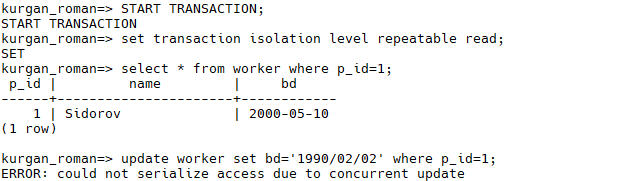 kurgan_roman=> START TRANSACTION;
START TRANSACTION
kurgan_roman=> set transaction isolation level repeatable read;
SET
kurgan_roman=> select * from worker where p_id=1;
 p_id |         name         |     bd
------+----------------------+------------
    1 | Sidorov              | 2000-05-10
(1 row)

kurgan_roman=> update worker set bd='1990/02/02' where p_id=1;
ERROR: could not serialize access due to concurrent update